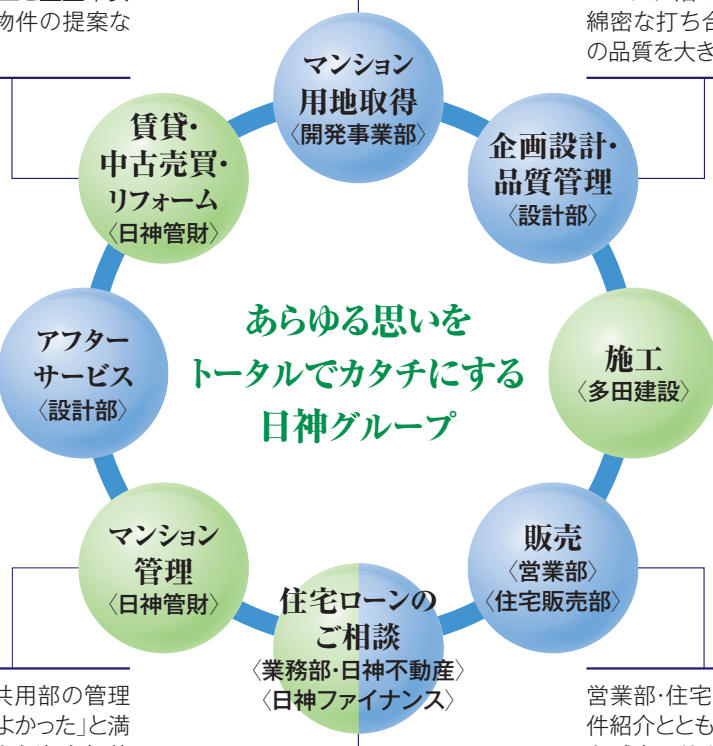 物件の提案な
綿密な打ち合
の品質を大き
マンション
用地取得
〈開発事業部〉
企画設計・
品質管理
〈設計部〉
施工
〈多田建設〉
販売
〈営業部〉
〈住宅販売部〉
住宅ローンの
ご相談
〈業務部・日神不動産〉
〈日神ファイナンス〉
マンション
管理
〈日神管財〉
アフター
サービス
〈設計部〉
賃貸・
中古売買・
リフォーム
〈日神管財〉
あらゆる思いを
トータルでカタチにする
日神グループ
共用部の管理
よかった」と満
営業部・住宅
件紹介ととも